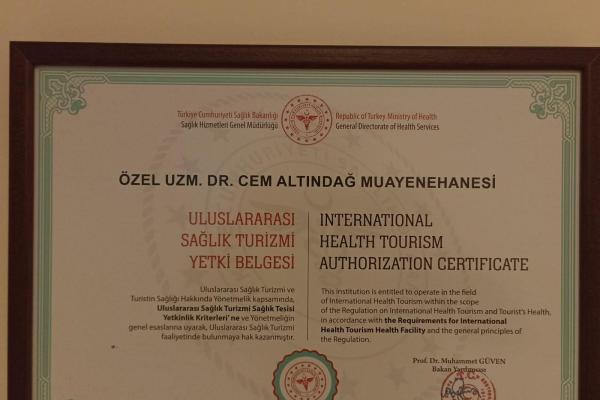 Türkiye Cumhuriyeti Sağlık Bakanlığı
Sağlık Hizmetleri Genel Müdürlüğü
Republic of Turkey Ministry of Health
General Directorate of Health Services
ÖZEL UZM. DR. CEM ALTINDAĞ MUAYENEHANESİ
ULUSLARARASI
SAĞLIK TURİZMİ
YETKİ BELGESİ
INTERNATIONAL
HEALTH TOURISM
AUTHORIZATION CERTIFICATE
Uluslararası Sağlık Turizmi ve
Turistin Sağlığı Hakkında Yönetmelik kapsamında,
Uluslararası Sağlık Turizmi Sağlık Tesisi
Yetkinlik Kriterleri' ne ve Yönetmeliğin
genel esaslarına uyarak, Uluslararası Sağlık Turizmi
faaliyetinde bulunmaya hak kazanmıştır.
This institution is entitled to operate in the field
of International Health Tourism within the scope
of the Regulation on International Health Tourism and Tourist's Health,
in accordance with the Requirements for International
Health Tourism Health Facility and the general principles of
the Regulation.
Prof. Dr. Muhammet GÜVEN
Bakan Yardımcısı
T.C.